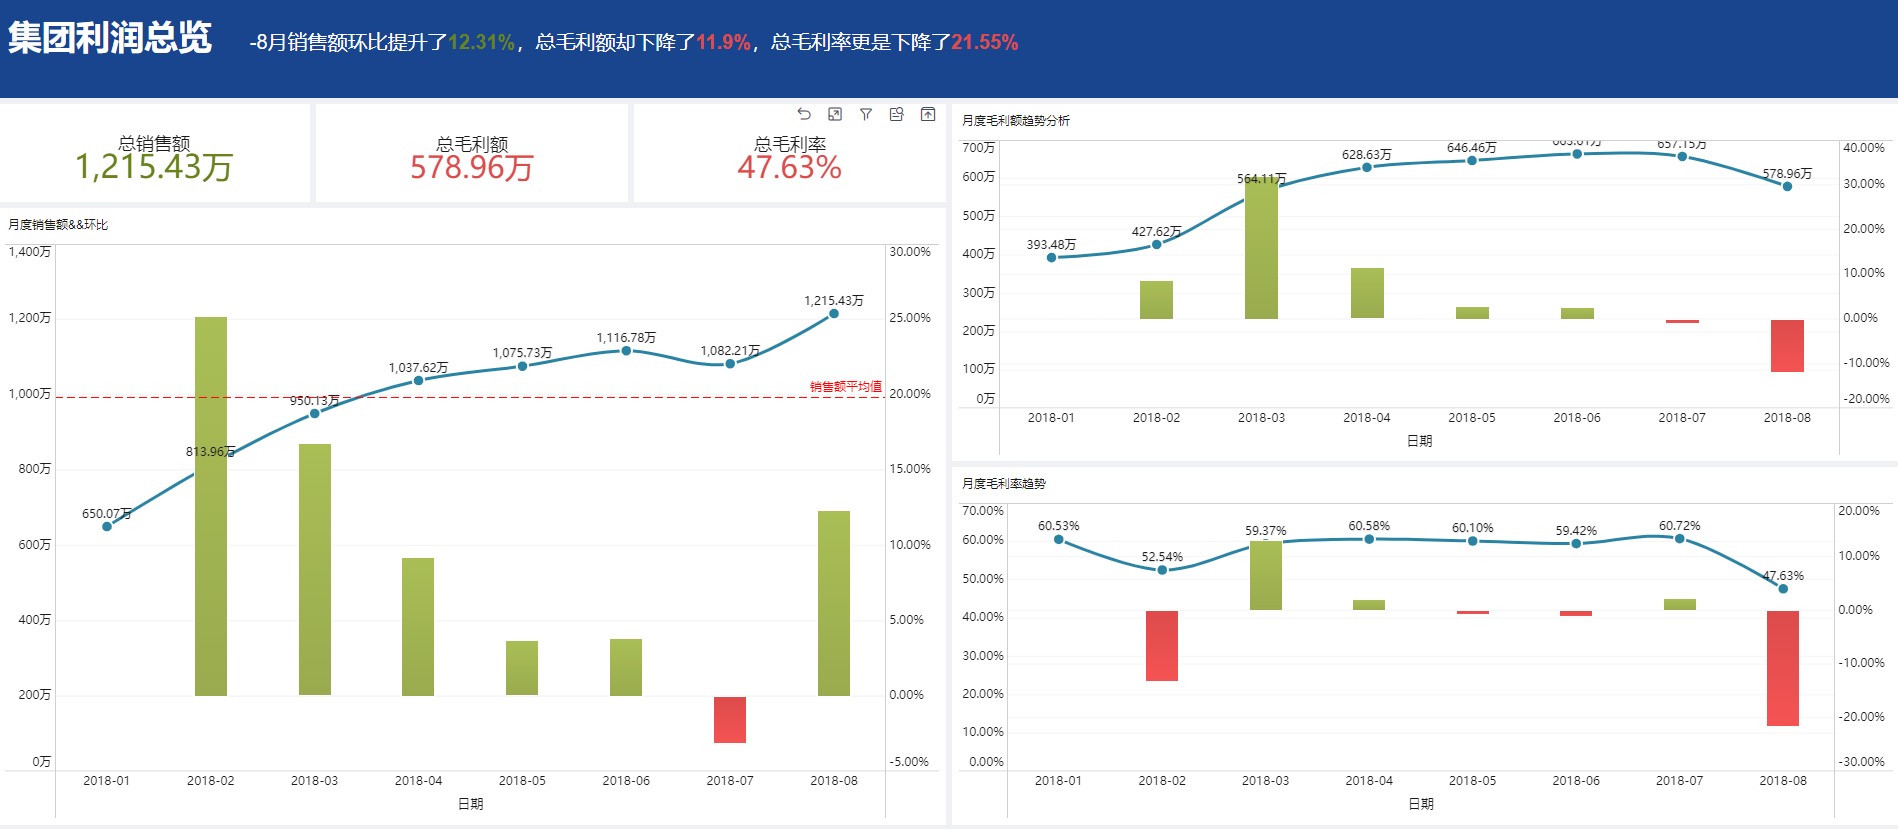 集团利润总览
-8月销售额环比提升了12.31%，总毛利额却下降了11.9%，总毛利率更是下降了21.55%
总销售额
1,215.43万
总毛利额
578.96万
总毛利率
47.63%
月度销售额&&环比
1,400万
1,200万
1,000万
800万
600万
400万
200万
0万
30.00%
25.00%
20.00%
15.00%
10.00%
5.00%
0.00%
-5.00%
650.07万
813.96万
950.13万
1,037.62万
1,075.73万
1,116.78万
1,082.21万
1,215.43万
销售额平均值
2018-01 2018-02 2018-03 2018-04 2018-05 2018-06 2018-07 2018-08
日期
月度毛利额趋势分析
700万
600万
500万
400万
300万
200万
100万
0万
40.00%
30.00%
20.00%
10.00%
0.00%
-10.00%
-20.00%
393.48万
427.62万
564.11万
628.63万
646.46万
657.15万
578.96万
2018-01 2018-02 2018-03 2018-04 2018-05 2018-06 2018-07 2018-08
日期
月度毛利率趋势
70.00%
60.00%
50.00%
40.00%
30.00%
20.00%
10.00%
0.00%
20.00%
10.00%
0.00%
-10.00%
-20.00%
-30.00%
60.53%
52.54%
59.37%
60.58%
60.10%
59.42%
60.72%
47.63%
2018-01 2018-02 2018-03 2018-04 2018-05 2018-06 2018-07 2018-08
日期